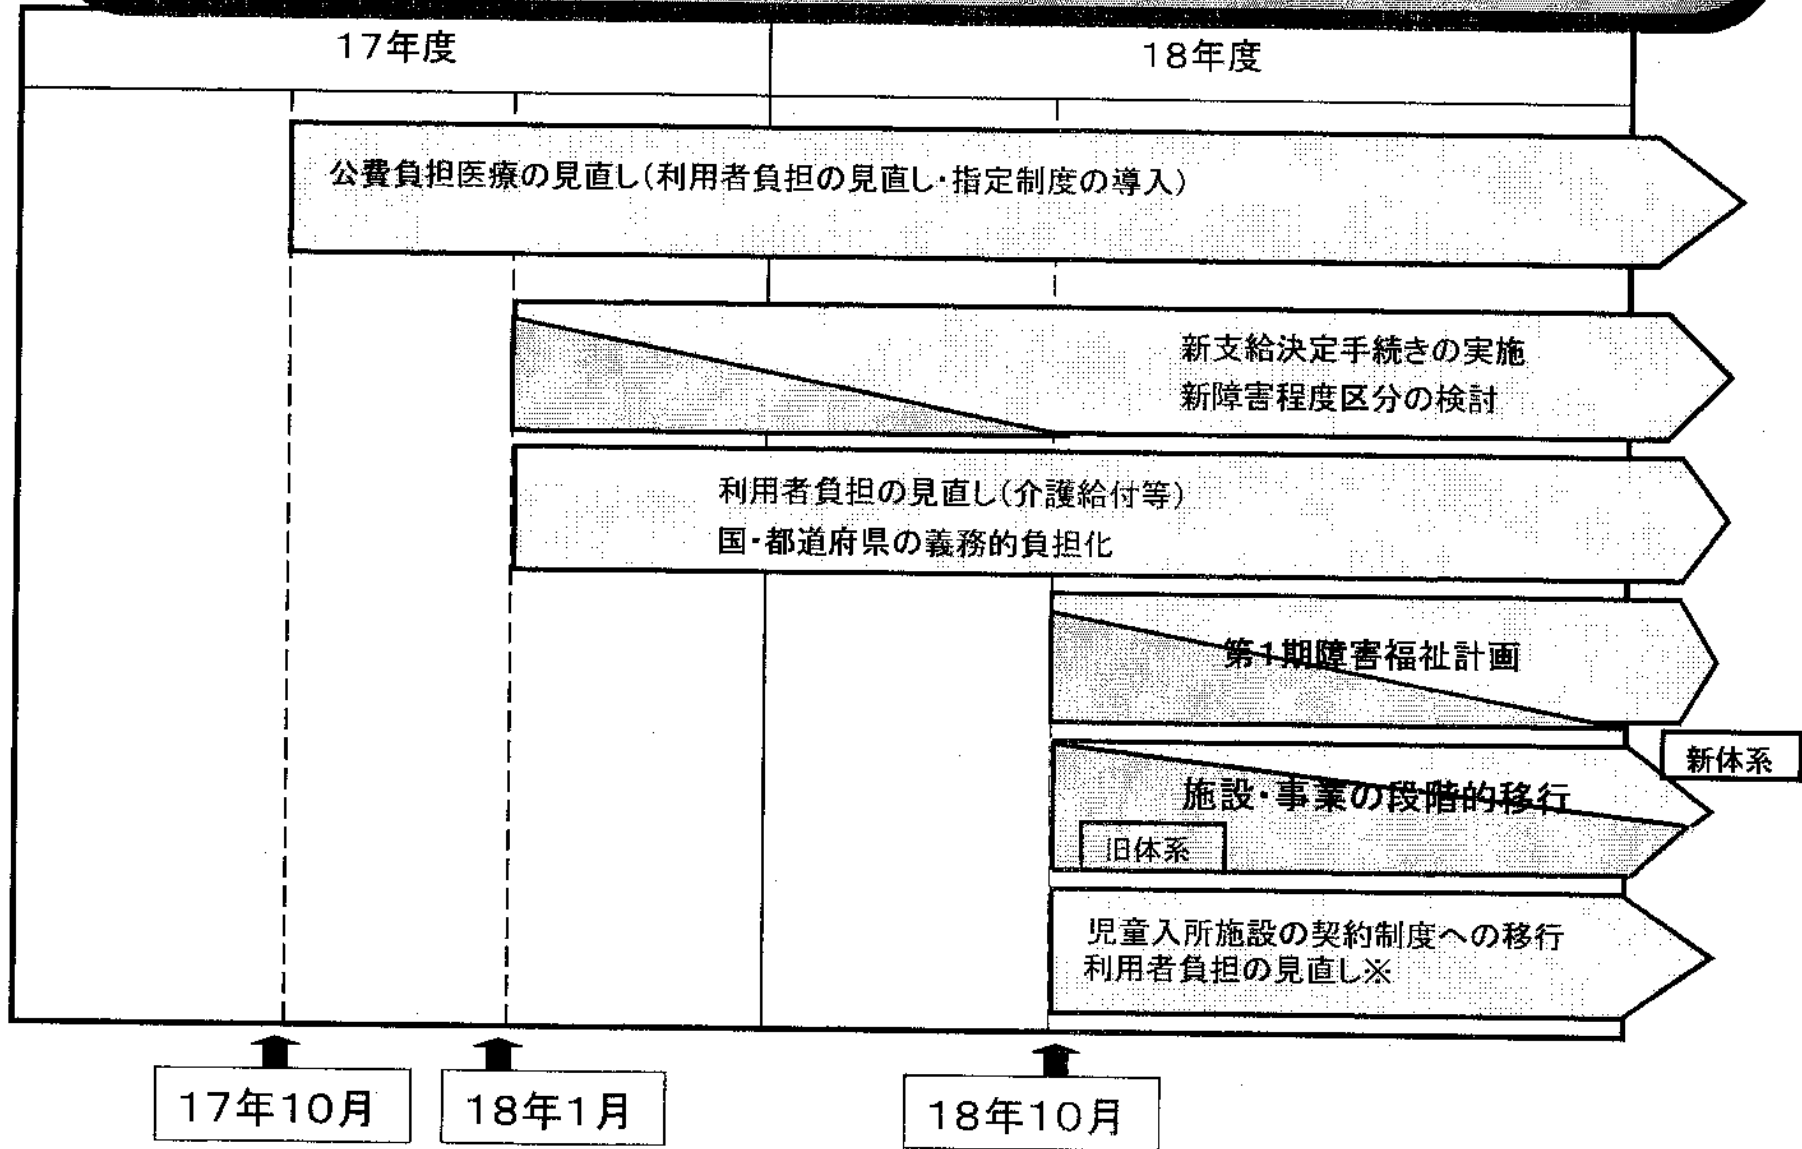 17年度
18年度
公費負担医療の見直し(利用者負担の見直し・指定制度の導入)
新支給決定手続きの実施
新障害程度区分の検討
利用者負担の見直し(介護給付等)
国・都道府県の義務的負担化
第1期障害福祉計画
新体系
施設・事業の段階的移行
旧体系
児童入所施設の契約制度への移行
利用者負担の見直し※
17年10月
18年1月
18年10月